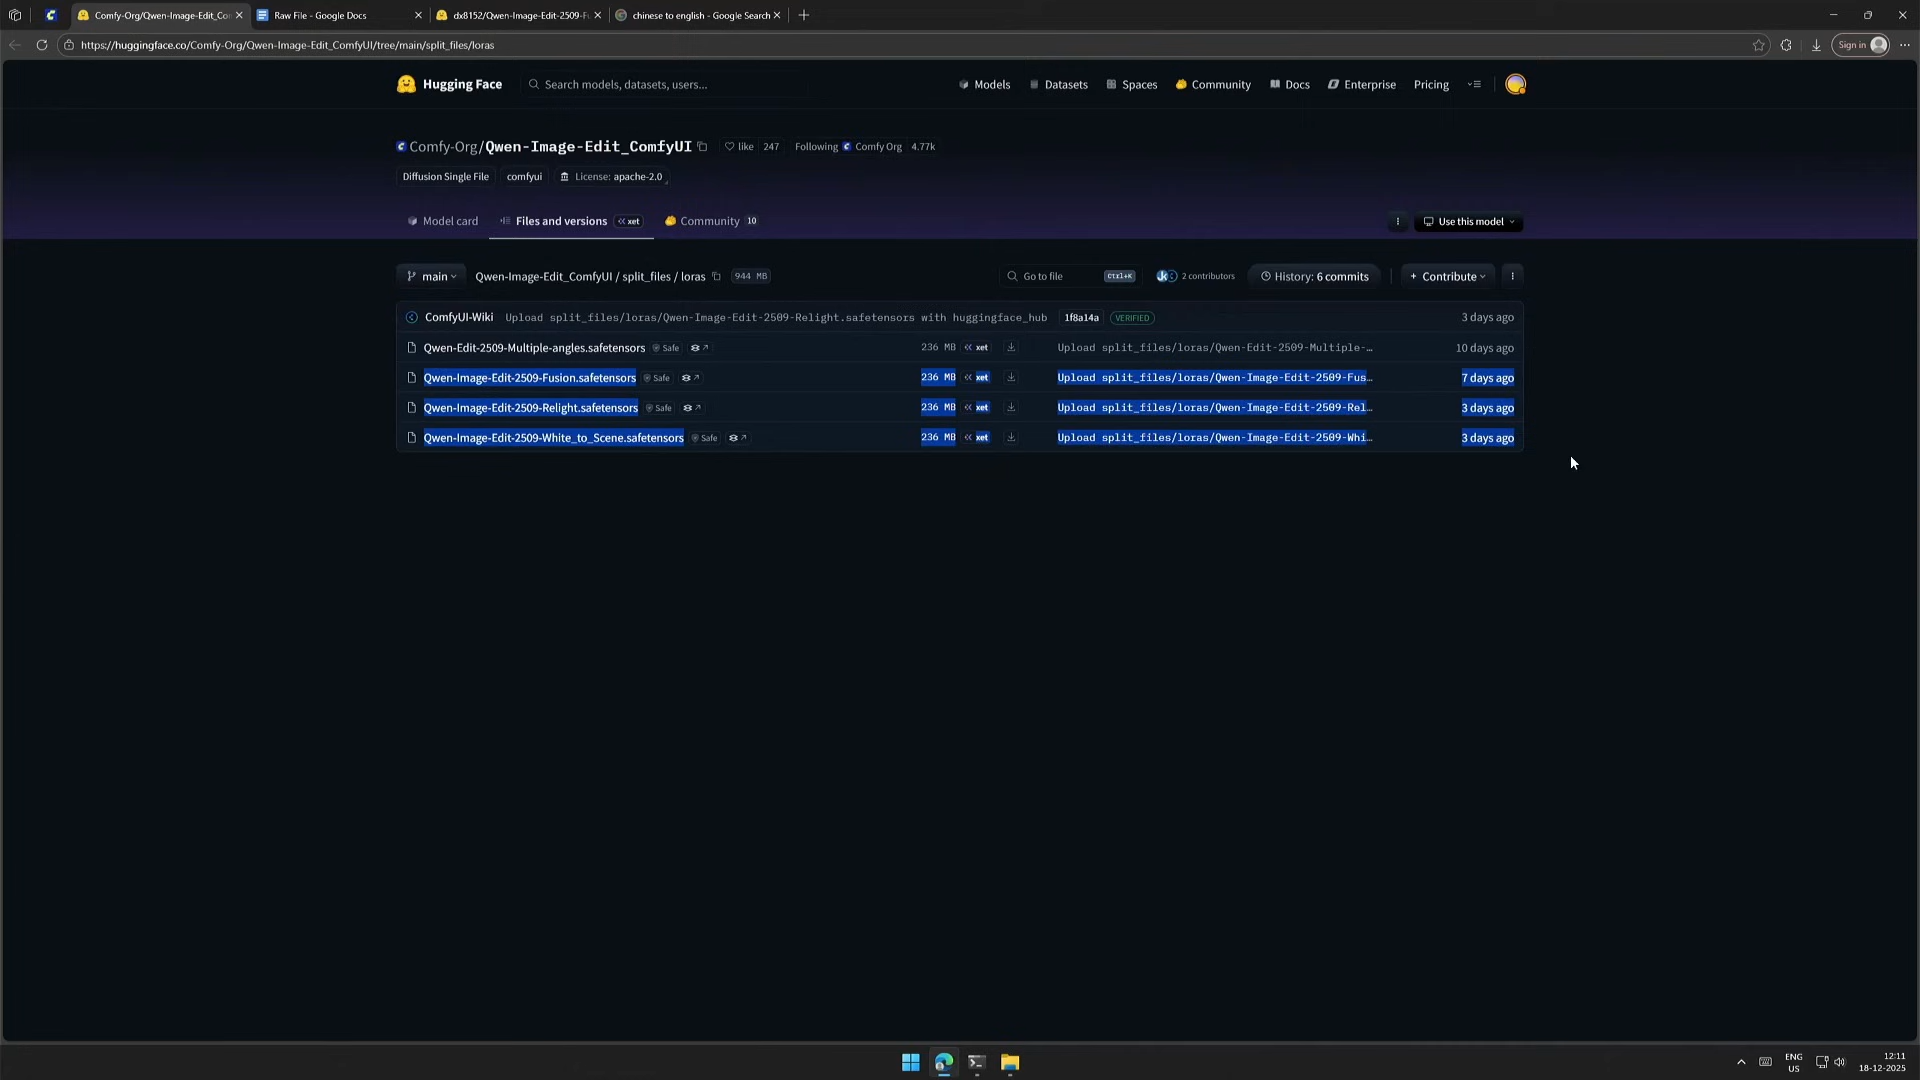 Comfy-Org/Qwen-Image-Edit_Co
Raw File - Google Docs
dx8152/Qwen-Image-Edit-2509-F
chinese to english - Google Search
https://huggingface.co/Comfy-Org/Qwen-Image-Edit_ComfyUI/tree/main/split_files/loras
Sign in
Hugging Face
Search models, datasets, users...
Models
Datasets
Spaces
Community
Docs
Enterprise
Pricing
Comfy-Org/Qwen-Image-Edit_ComfyUI
like 247
Following Comfy Org 4.77k
Diffusion Single File
comfyui
License: apache-2.0
Model card
Files and versions xet
Community 10
Use this model
main
Qwen-Image-Edit_ComfyUI / split_files / loras
944 MB
Go to file Ctrl+K
2 contributors
History: 6 commits
+ Contribute
ComfyUI-Wiki Upload split_files/loras/Qwen-Image-Edit-2509-Relight.safetensors with huggingface_hub 1f8a14a VERIFIED 3 days ago
Qwen-Edit-2509-Multiple-angles.safetensors Safe 236 MB xet Upload split_files/loras/Qwen-Edit-2509-Multiple-… 10 days ago
Qwen-Image-Edit-2509-Fusion.safetensors Safe 236 MB xet Upload split_files/loras/Qwen-Image-Edit-2509-Fus… 7 days ago
Qwen-Image-Edit-2509-Relight.safetensors Safe 236 MB xet Upload split_files/loras/Qwen-Image-Edit-2509-Rel… 3 days ago
Qwen-Image-Edit-2509-White_to_Scene.safetensors Safe 236 MB xet Upload split_files/loras/Qwen-Image-Edit-2509-Whi… 3 days ago
ENG
US
12:11
18-12-2025